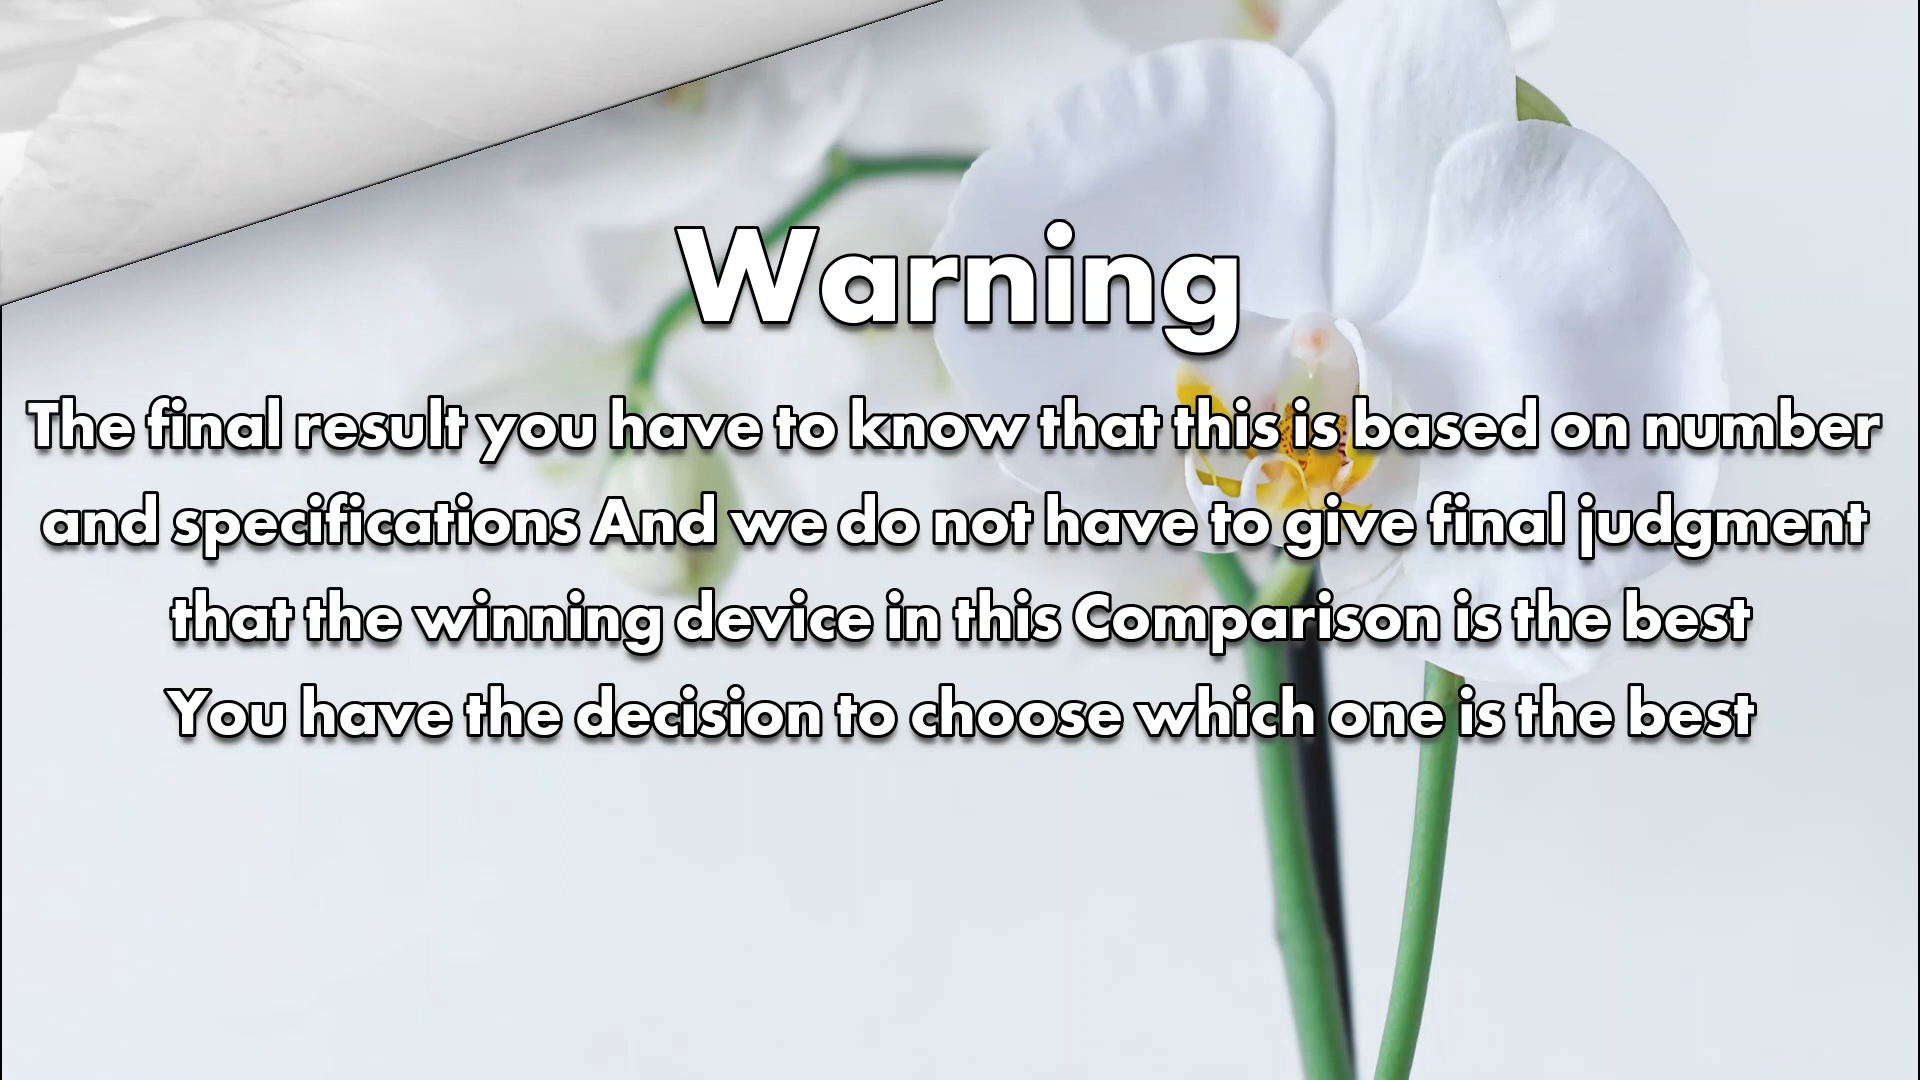 Warning
The final result you have to know that this is based on number
and specifications And we do not have to give final judgment
that the winning device in this Comparison is the best
You have the decision to choose which one is the best